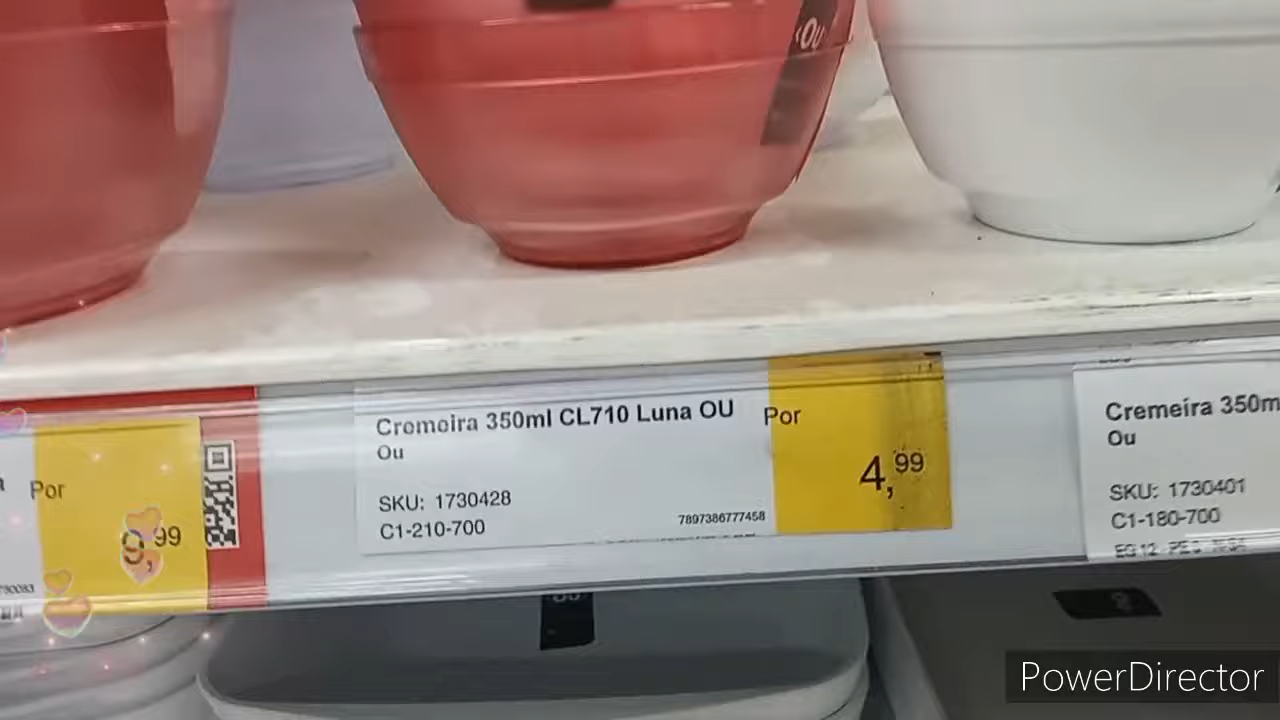 Ou
Cremeira 350ml CL710 Luna OU
Ou
SKU: 1730428
C1-210-700
7897386777458
Por
4,99
Por
9,99
Cremeira 350m
Ou
SKU: 1730401
C1-180-700
PowerDirector